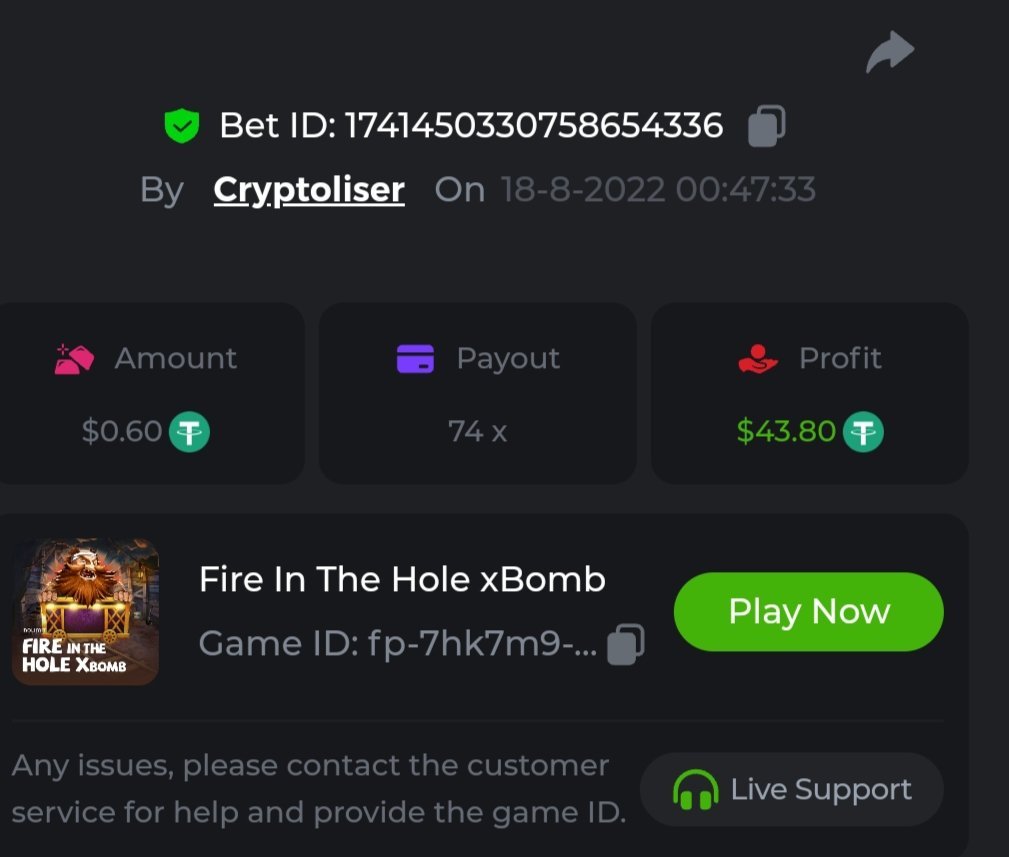 Bet ID: 1741450330758654336
By Cryptoliser On 18-8-2022 00:47:33
Amount Payout Profit
$0.60 74 x $43.80
Fire In The Hole xBomb
Game ID: fp-7hk7m9-...
Play Now
FIRE IN THE
HOLE XBOMB
Any issues, please contact the customer
service for help and provide the game ID.
Live Support